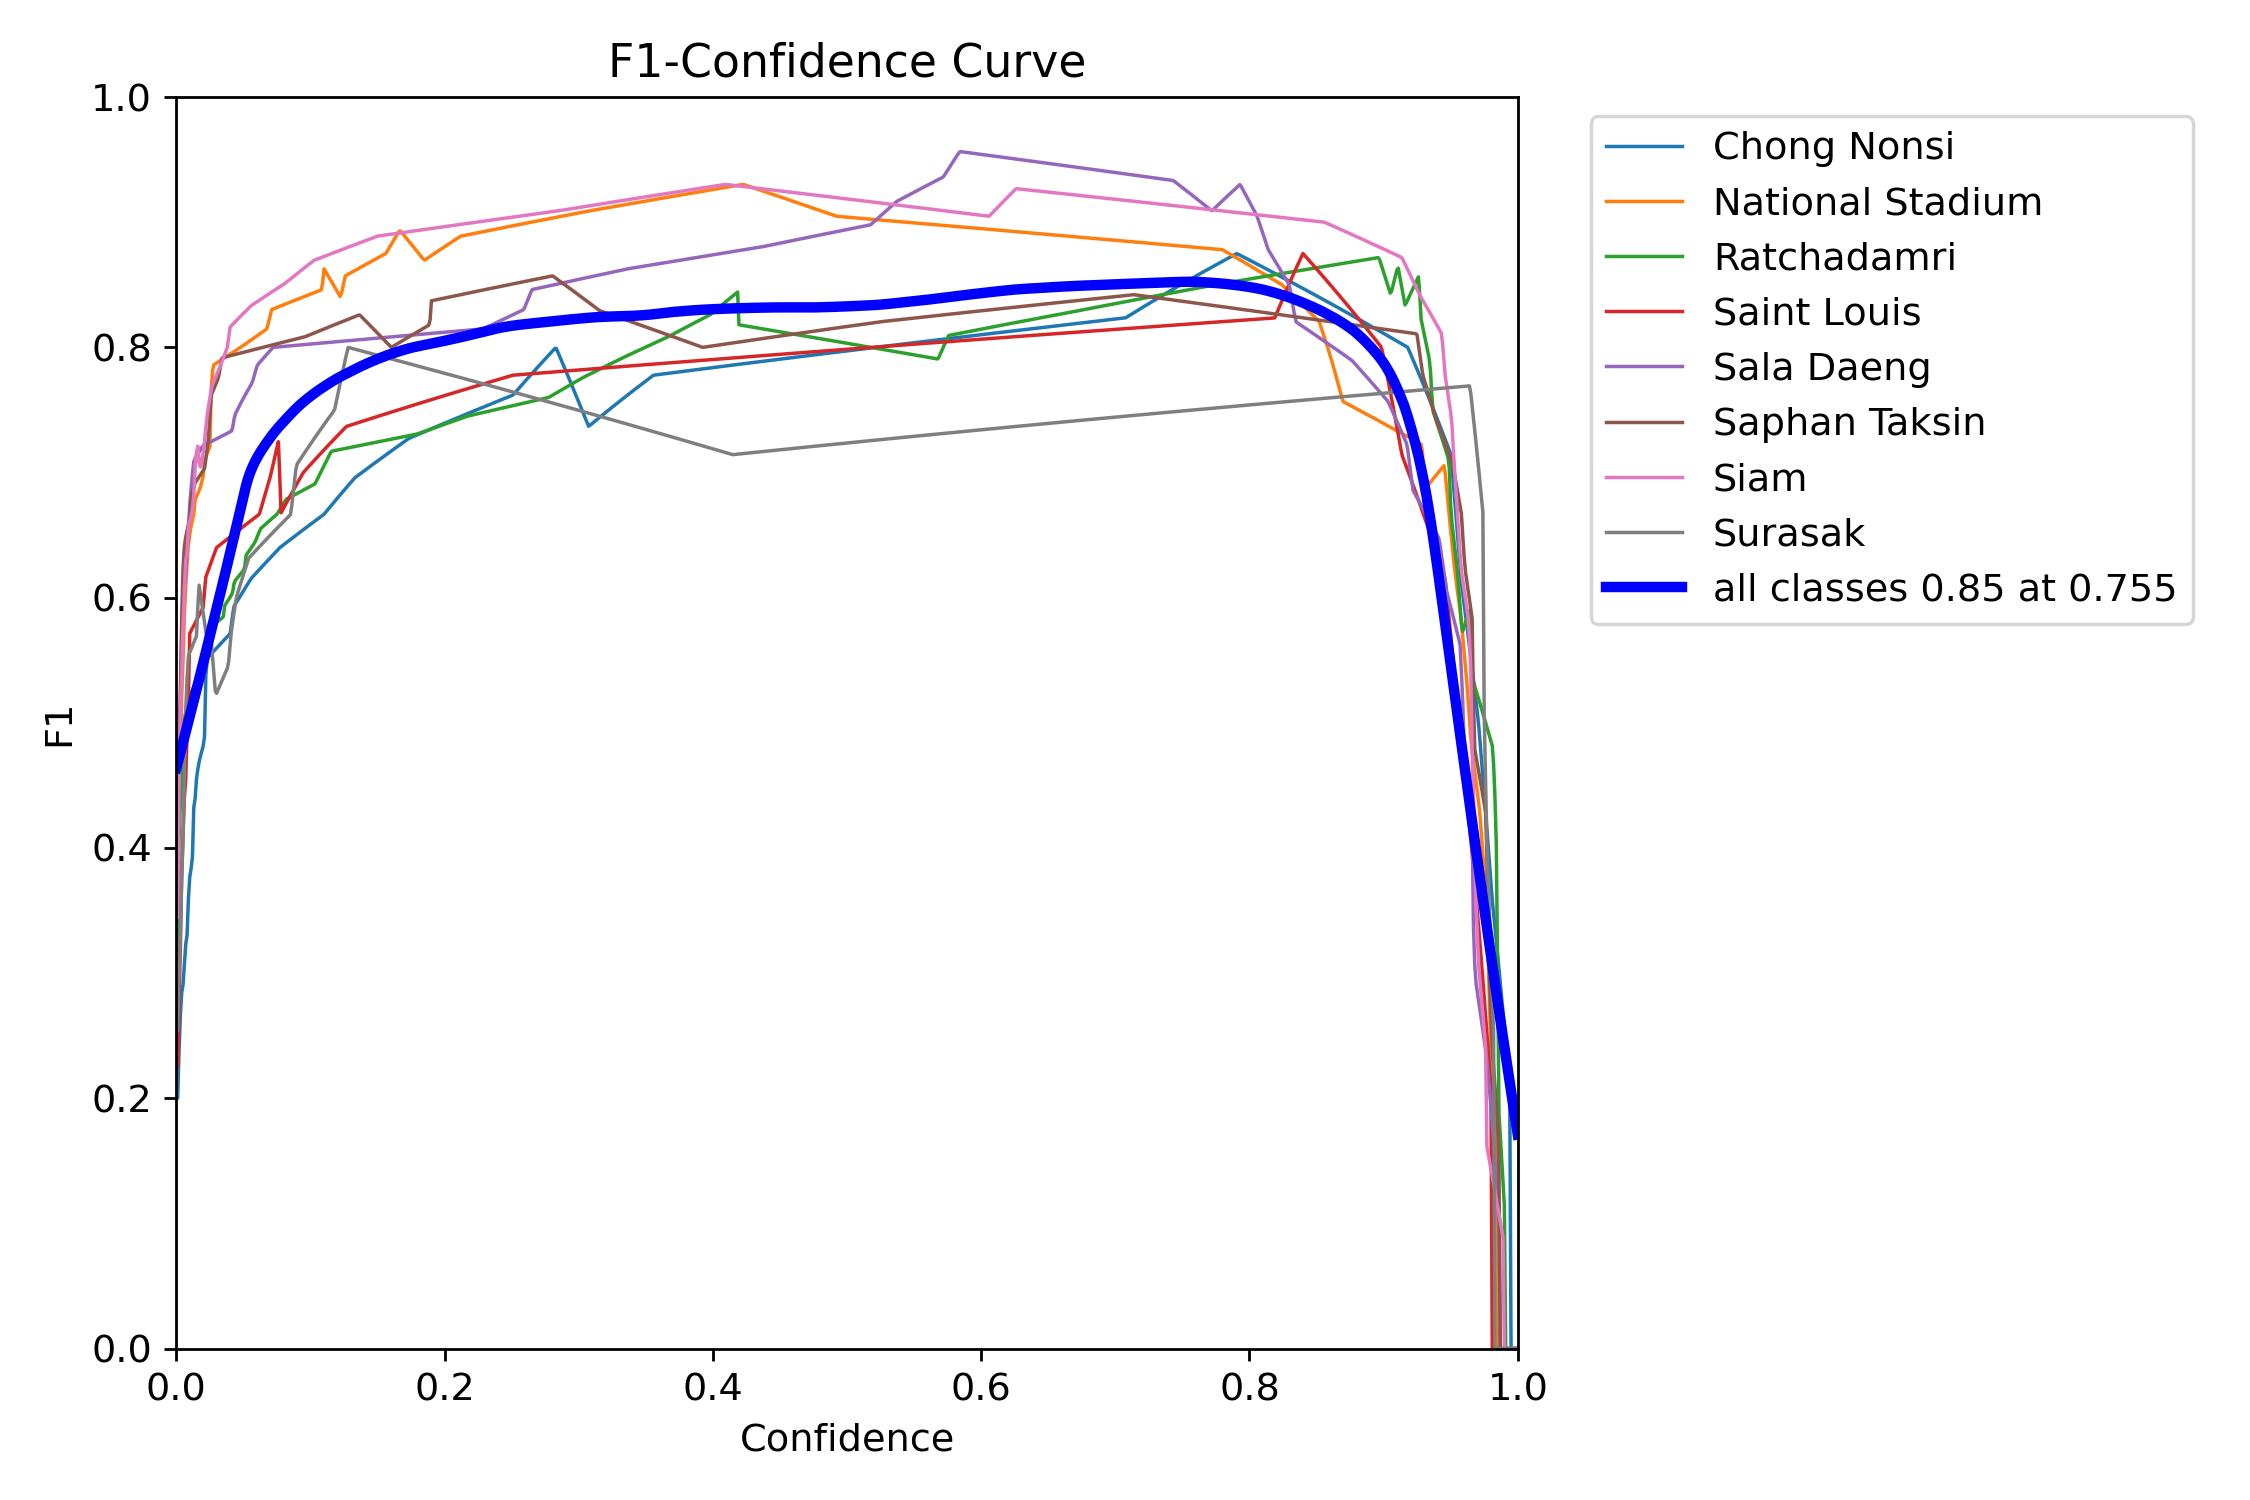 F1-Confidence Curve
1.0
0.8
0.6
0.4
0.2
0.0
F1
0.0 0.2 0.4 0.6 0.8 1.0
Confidence
Chong Nonsi
National Stadium
Ratchadamri
Saint Louis
Sala Daeng
Saphan Taksin
Siam
Surasak
all classes 0.85 at 0.755